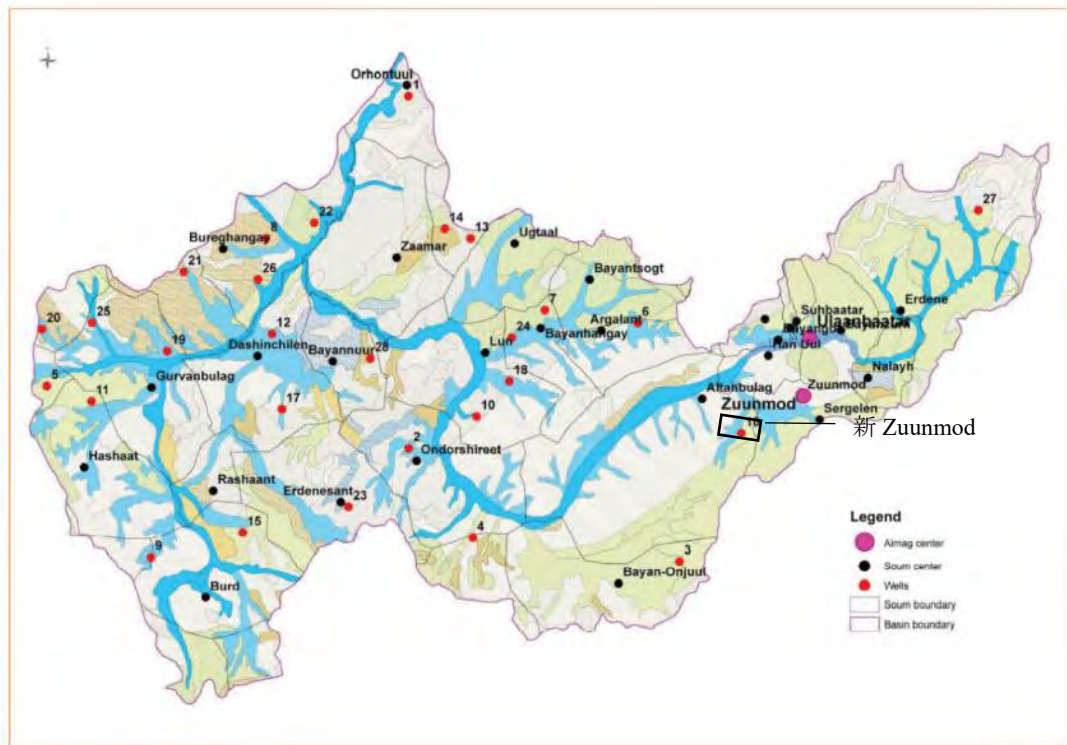 Orhontuul
1
27
22
14
13
Ugtaal
Bureghangay
8
Zaamar
21
26
Bayantsogt
20
25
7
6
Erdene
Suhbaatar
Ulaanbaatar
12
24
Argalant
Bayanhangay
19
Dashinchilen
Bayannuur
28
Lun
Han Uul
Nalayh
5
Gurvanbulag
18
11
17
10
Altanbulag
Zuunmod
Zuunmod
Sergelen
16
新 Zuunmod
2
Hashaat
Ondorshireet
Rashaant
Erdenesant
23
15
4
9
3
Burd
Bayan-Onjuul
Legend
Aimag center
Soum center
Wells
Soum boundary
Basin boundary